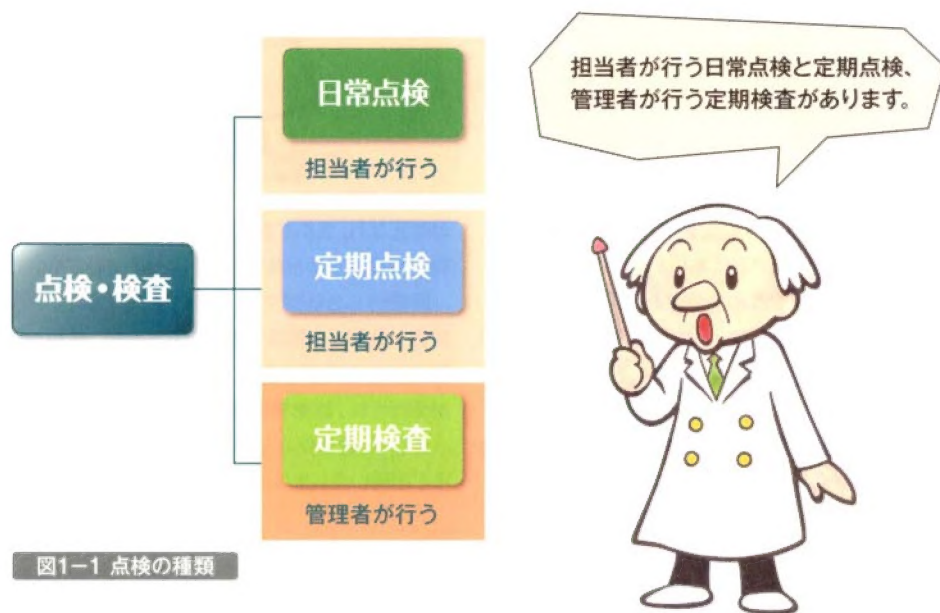 点検・検査
日常点検
担当者が行う
定期点検
担当者が行う
定期検査
管理者が行う
担当者が行う日常点検と定期点検、
管理者が行う定期検査があります。
図1-1 点検の種類